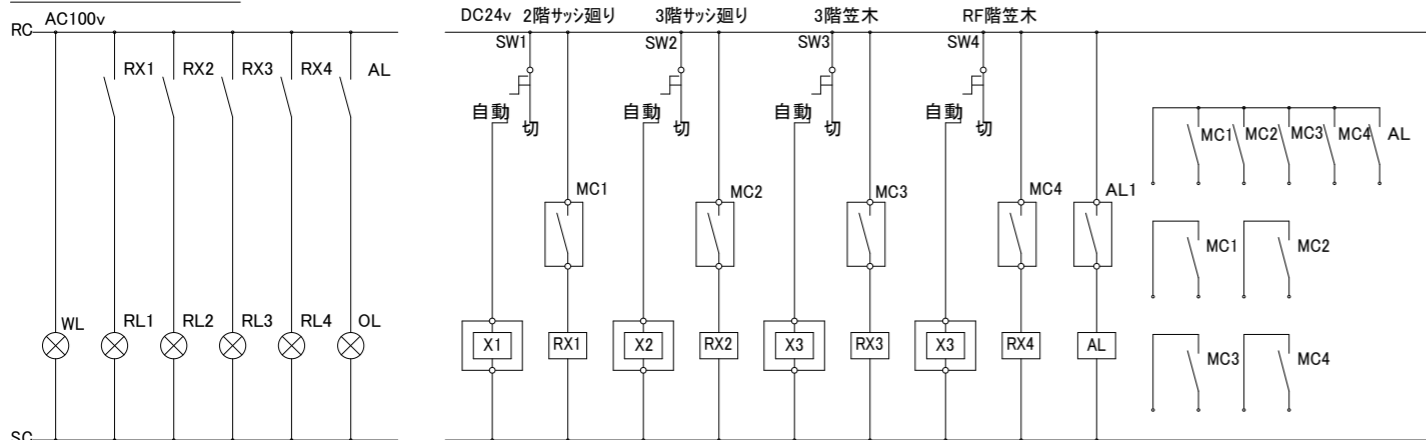 AC100v DC24v 2階サッシ廻り 3階サッシ廻り 3階笠木 RF階笠木
RC
SW1 SW2 SW3 SW4
RX1 RX2 RX3 RX4 AL
自動 切 自動 切 自動 切 自動 切
MC1 MC2 MC3 MC4 AL
MC1 MC2 MC3 MC4 AL1
MC1 MC2
WL RL1 RL2 RL3 RL4 OL
X1 RX1 X2 RX2 X3 RX3 X3 RX4 AL
MC3 MC4
SC